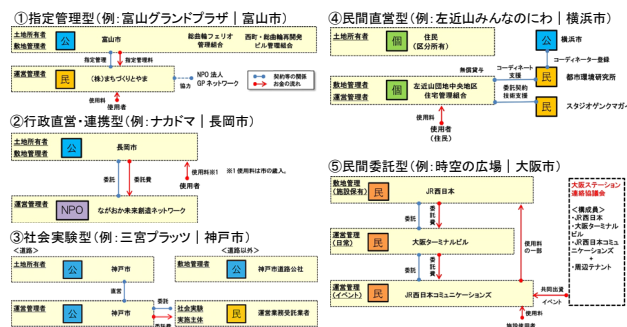 ①指定管理型(例:富山グランドプラザ｜富山市)
土地所有者
敷地管理者
公
富山市
総曲輪フェリオ
管理組合
西町・総曲輪再開発
ビル管理組合
指定管理
指定管理料
運営管理者
民
(株)まちづくりとやま
協力
NPO法人
GPネットワーク
契約等の関係
お金の流れ
使用料
使用者
②行政直営・連携型(例:ナカドマ｜長岡市)
土地所有者
敷地管理者
公
長岡市
委託
委託費
使用料※1
※1使用料は市の歳入。
使用者
運営管理者
NPO
ながおか未来創造ネットワーク
③社会実験型(例:三宮プラッツ｜神戸市)
<道路>
<道路以外>
土地所有者
公
神戸市
敷地管理者
公
神戸市道路公社
直営
運営管理者
公
神戸市
委託
委託費
社会実験
実施主体
民
運営業務受託業者
④民間直営型(例:左近山みんなのにわ｜横浜市)
土地所有者
個
住民
(区分所有)
公
横浜市
コーディネーター登録
無償貸与
コーディネート
支援
民
都市環境研究所
敷地管理者
運営管理者
個
左近山団地中央地区
住宅管理組合
委託契約
技術支援
民
スタジオゲンクマガイ
使用料
使用者
(住民)
⑤民間委託型(例:時空の広場｜大阪市)
敷地管理
(施設保有)
民
JR西日本
委託
委託費
運営管理
(日常)
民
大阪ターミナルビル
使用料
の一部
委託
委託費
運営管理
(イベント)
民
JR西日本コミュニケーションズ
共同出資
イベント
使用料
施設使用者
大阪ステーション
連絡協議会
<構成員>
・JR西日本
・大阪ターミナル
ビル
・JR西日本コミュ
ニケーションズ
+
・周辺テナント